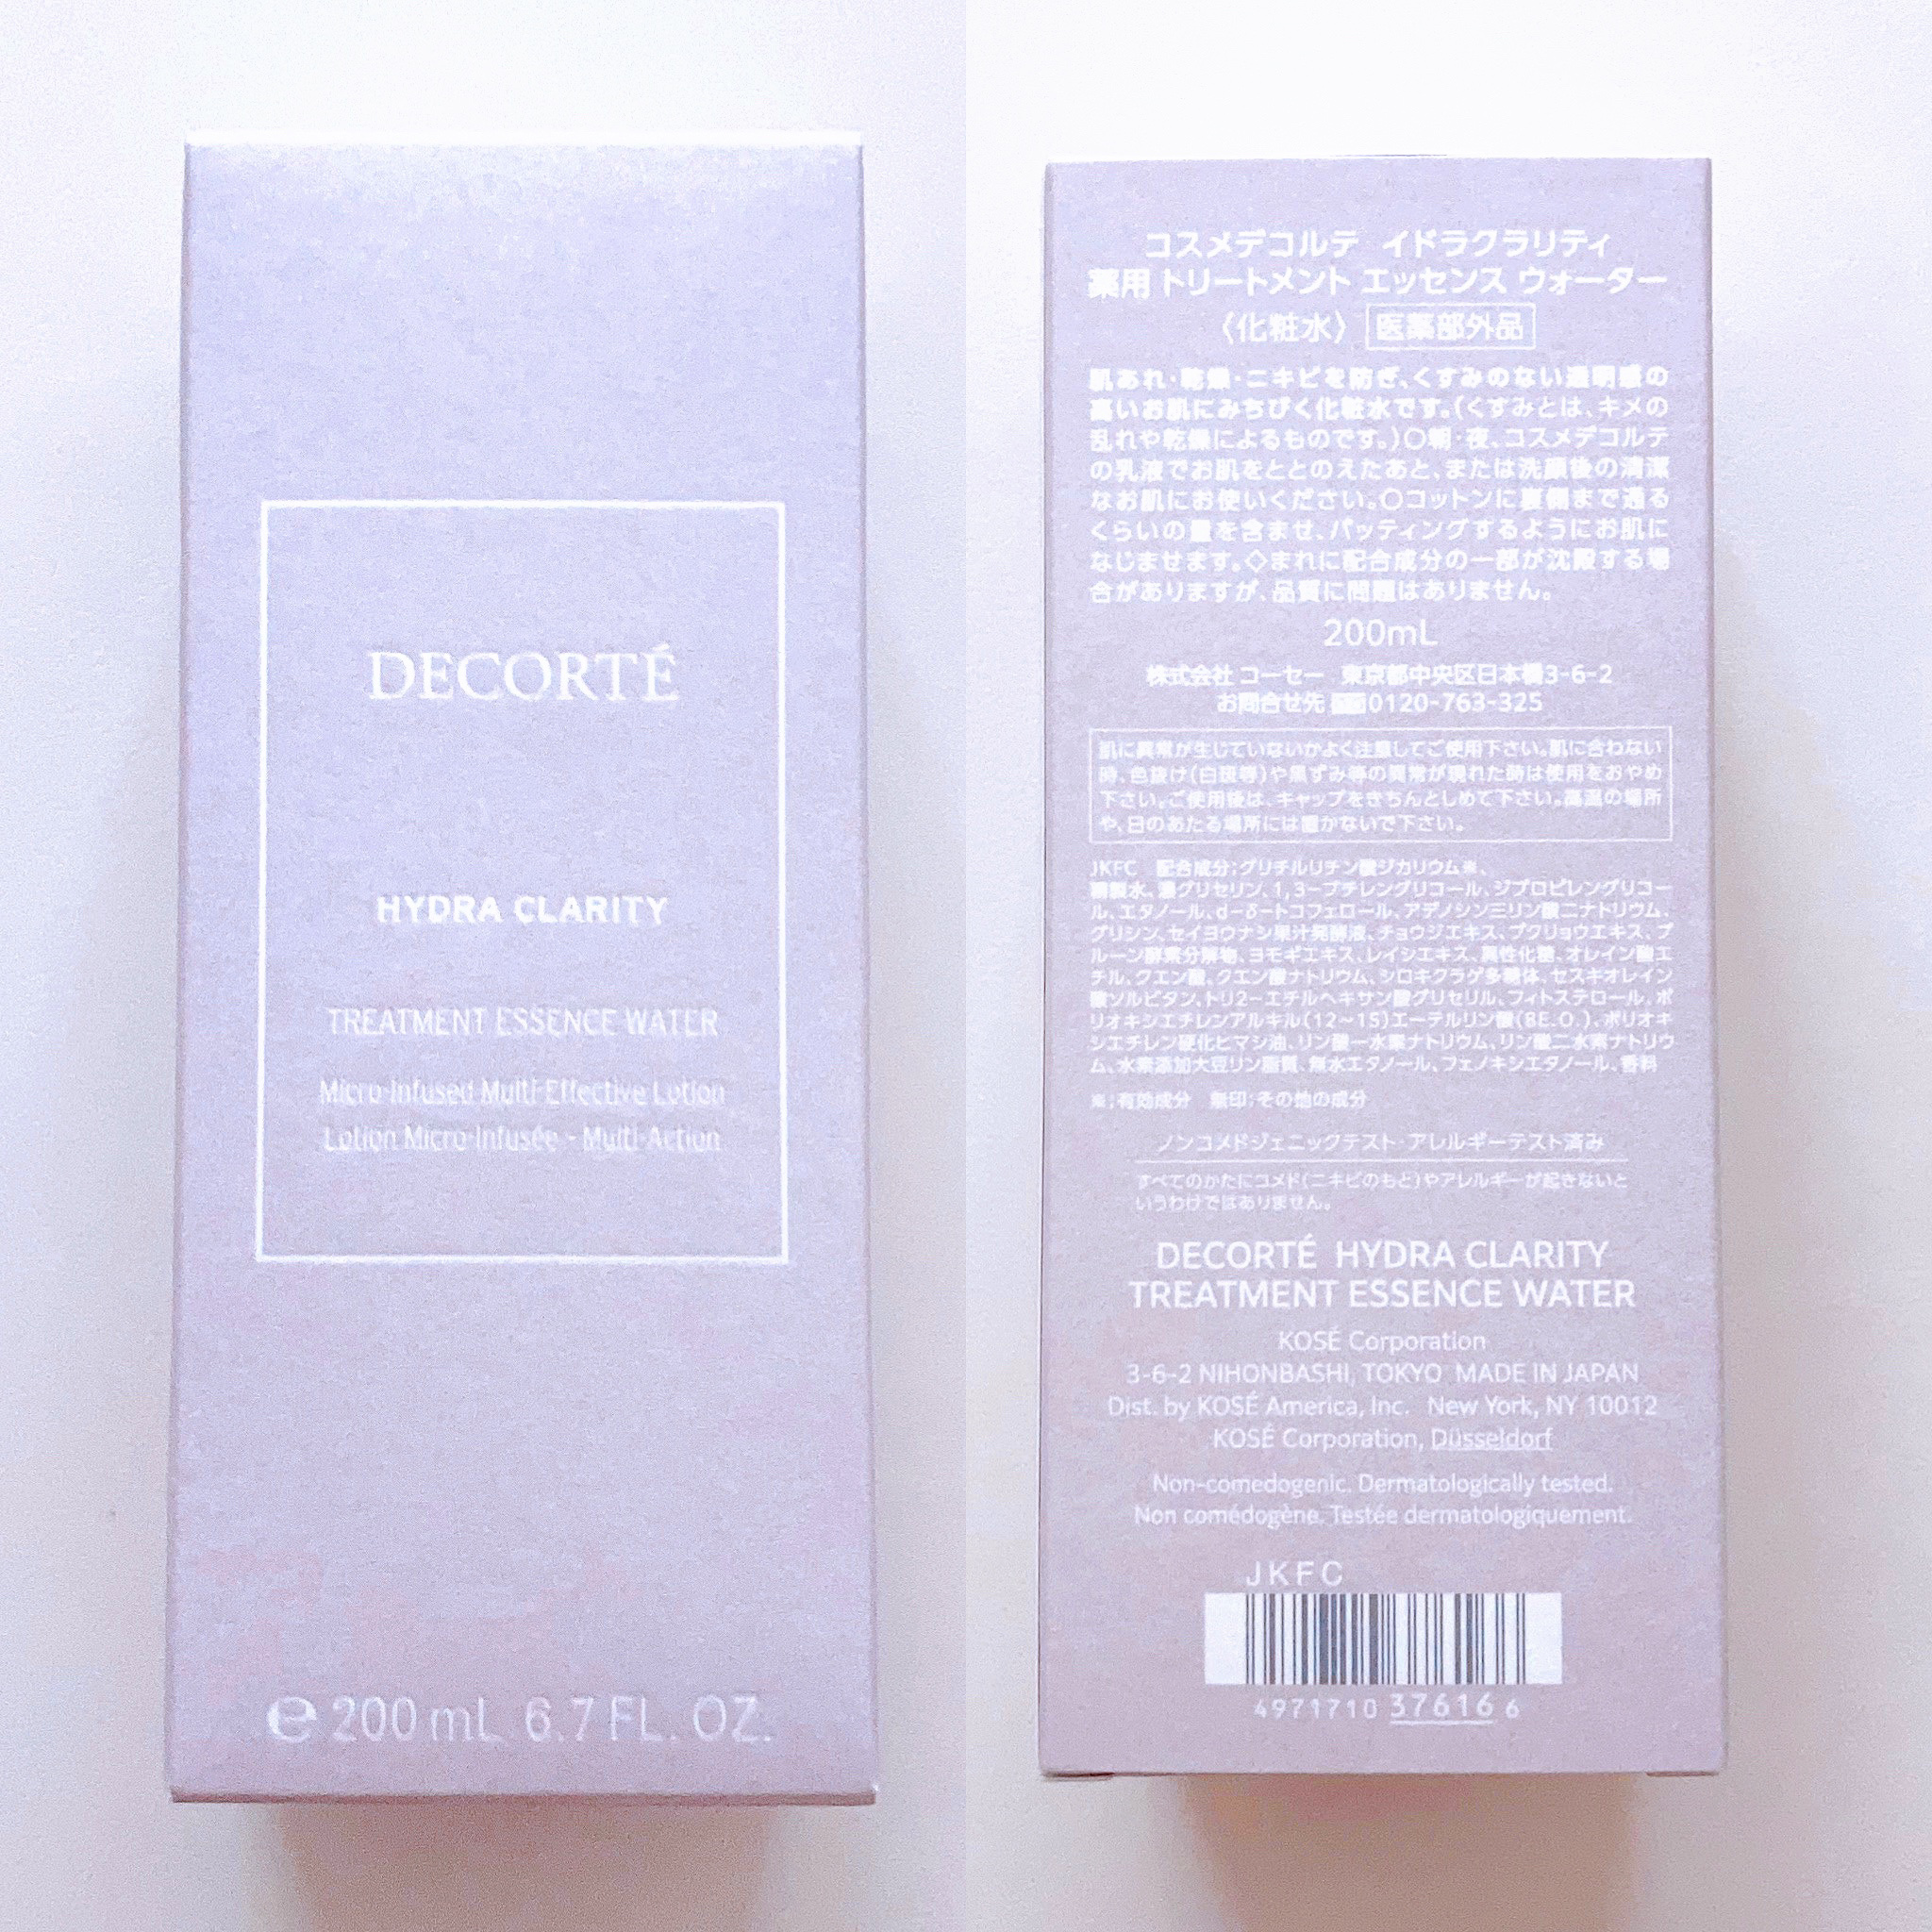 DECORTÉ
HYDRA CLARITY
TREATMENT ESSENCE WATER
Micro-Infused Multi-Effective Lotion
Lotion Micro-Infusée - Multi-Action
℮ 200 mL 6.7 FL. OZ.
コスメデコルテ イドラクラリティ
薬用 トリートメント エッセンス ウォーター
〈化粧水〉 医薬部外品
肌あれ・乾燥・ニキビを防ぎ、くすみのない透明感の
高いお肌にみちびく化粧水です。(くすみとは、キメの
乱れや乾燥によるものです。)○朝・夜、コスメデコルテ
の乳液でお肌をととのえたあと、または洗顔後の清潔
なお肌にお使いください。○コットンに裏側まで通る
くらいの量を含ませ、パッティングするようにお肌に
なじませます。◇まれに配合成分の一部が沈殿する場
合がありますが、品質に問題はありません。
200mL
株式会社 コーセー 東京都中央区日本橋3-6-2
お問合せ先 0120-763-325
肌に異常が生じていないかよく注意してご使用下さい。肌に合わない
時、色抜け(白斑等)や黒ずみ等の異常が現れた時は使用をおやめ
下さい。ご使用後は、キャップをきちんとしめて下さい。高温の場所
や、日のあたる場所には置かないで下さい。
JKFC 配合成分:グリチルリチン酸ジカリウム※、
精製水、濃グリセリン、1,3-ブチレングリコール、ジプロピレングリコー
ル、エタノール、d-δ-トコフェロール、アデノシン三リン酸二ナトリウム、
グリシン、セイヨウナシ果汁発酵液、チョウジエキス、ブクリョウエキス、プ
ルーン酵素分解物、ヨモギエキス、レイシエキス、異性化糖、オレイン酸エ
チル、クエン酸、クエン酸ナトリウム、シロキクラゲ多糖体、セスキオレイン
酸ソルビタン、トリ2-エチルヘキサン酸グリセリル、フィトステロール、ポ
リオキシエチレンアルキル(12~15)エーテルリン酸(8E.O.)、ポリオキ
シエチレン硬化ヒマシ油、リン酸一水素ナトリウム、リン酸二水素ナトリウ
ム、水素添加大豆リン脂質、無水エタノール、フェノキシエタノール、香料
※:有効成分 無印:その他の成分
ノンコメドジェニックテスト・アレルギーテスト済み
すべてのかたにコメド(ニキビのもと)やアレルギーが起きないと
いうわけではありません。
DECORTÉ HYDRA CLARITY
TREATMENT ESSENCE WATER
KOSÉ Corporation
3-6-2 NIHONBASHI, TOKYO MADE IN JAPAN
Dist. by KOSÉ America, Inc. New York, NY 10012
KOSÉ Corporation, Düsseldorf
Non-comedogenic. Dermatologically tested.
Non comédogène. Testée dermatologiquement.
JKFC
4971710 37616 6